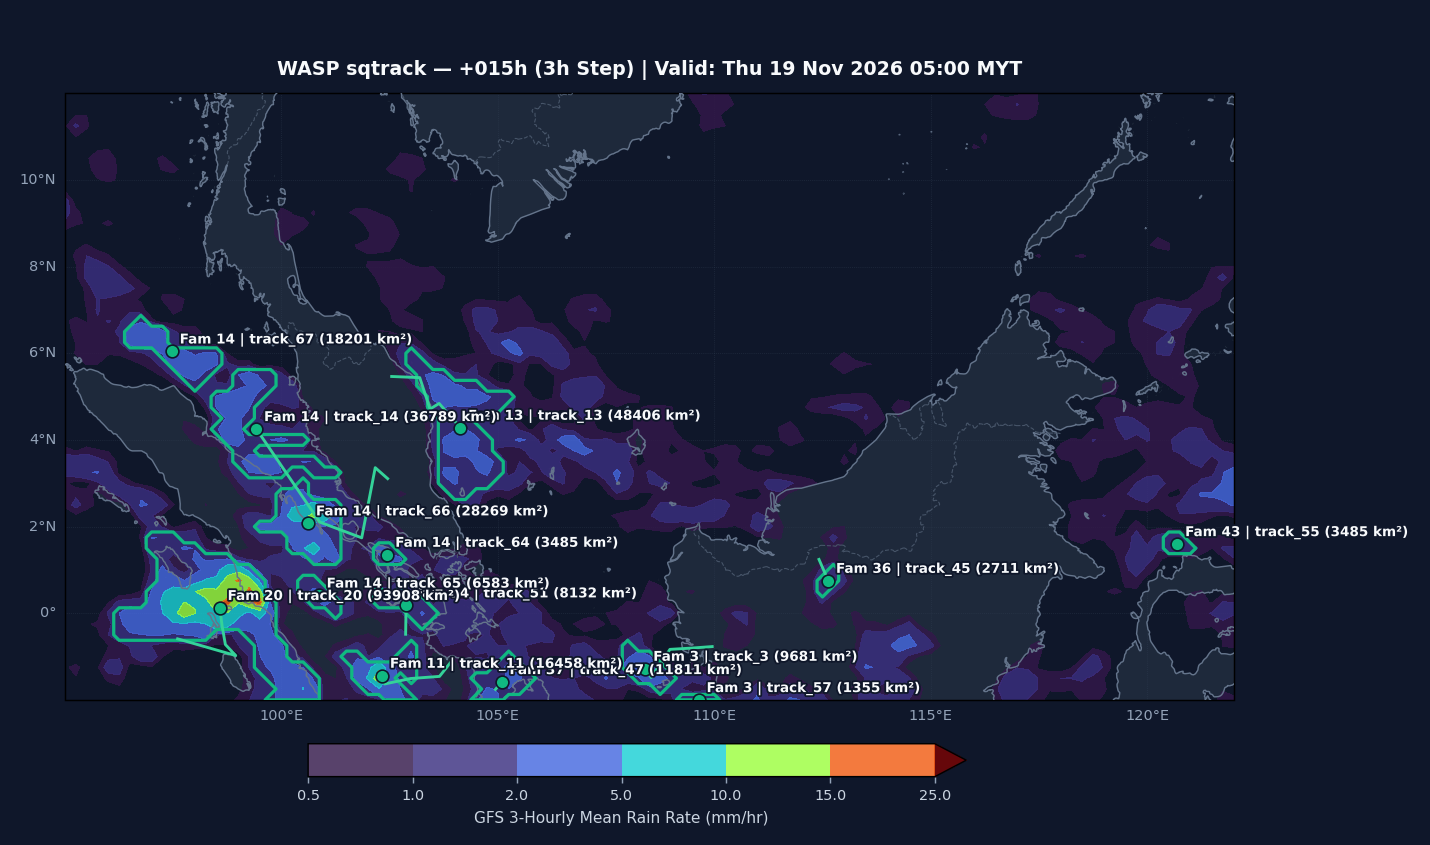 WASP sqtrack — +015h (3h Step) | Valid: Thu 19 Nov 2026 05:00 MYT
10°N
8°N
6°N
4°N
2°N
0°
Fam 14 | track_67 (18201 km²)
Fam 14 | track_14 (36789 km²)
13 | track_13 (48406 km²)
Fam 14 | track_66 (28269 km²)
Fam 43 | track_55 (3485 km²)
Fam 14 | track_64 (3485 km²)
Fam 36 | track_45 (2711 km²)
Fam 14 | track_65 (6583 km²)
4 | track_51 (8132 km²)
Fam 20 | track_20 (93908 km²)
Fam 3 | track_3 (9681 km²)
Fam 11 | track_11 (16458 km²)
track_47 (11811 km²)
Fam 3 | track_57 (1355 km²)
100°E 105°E 110°E 115°E 120°E
0.5 1.0 2.0 5.0 10.0 15.0 25.0
GFS 3-Hourly Mean Rain Rate (mm/hr)